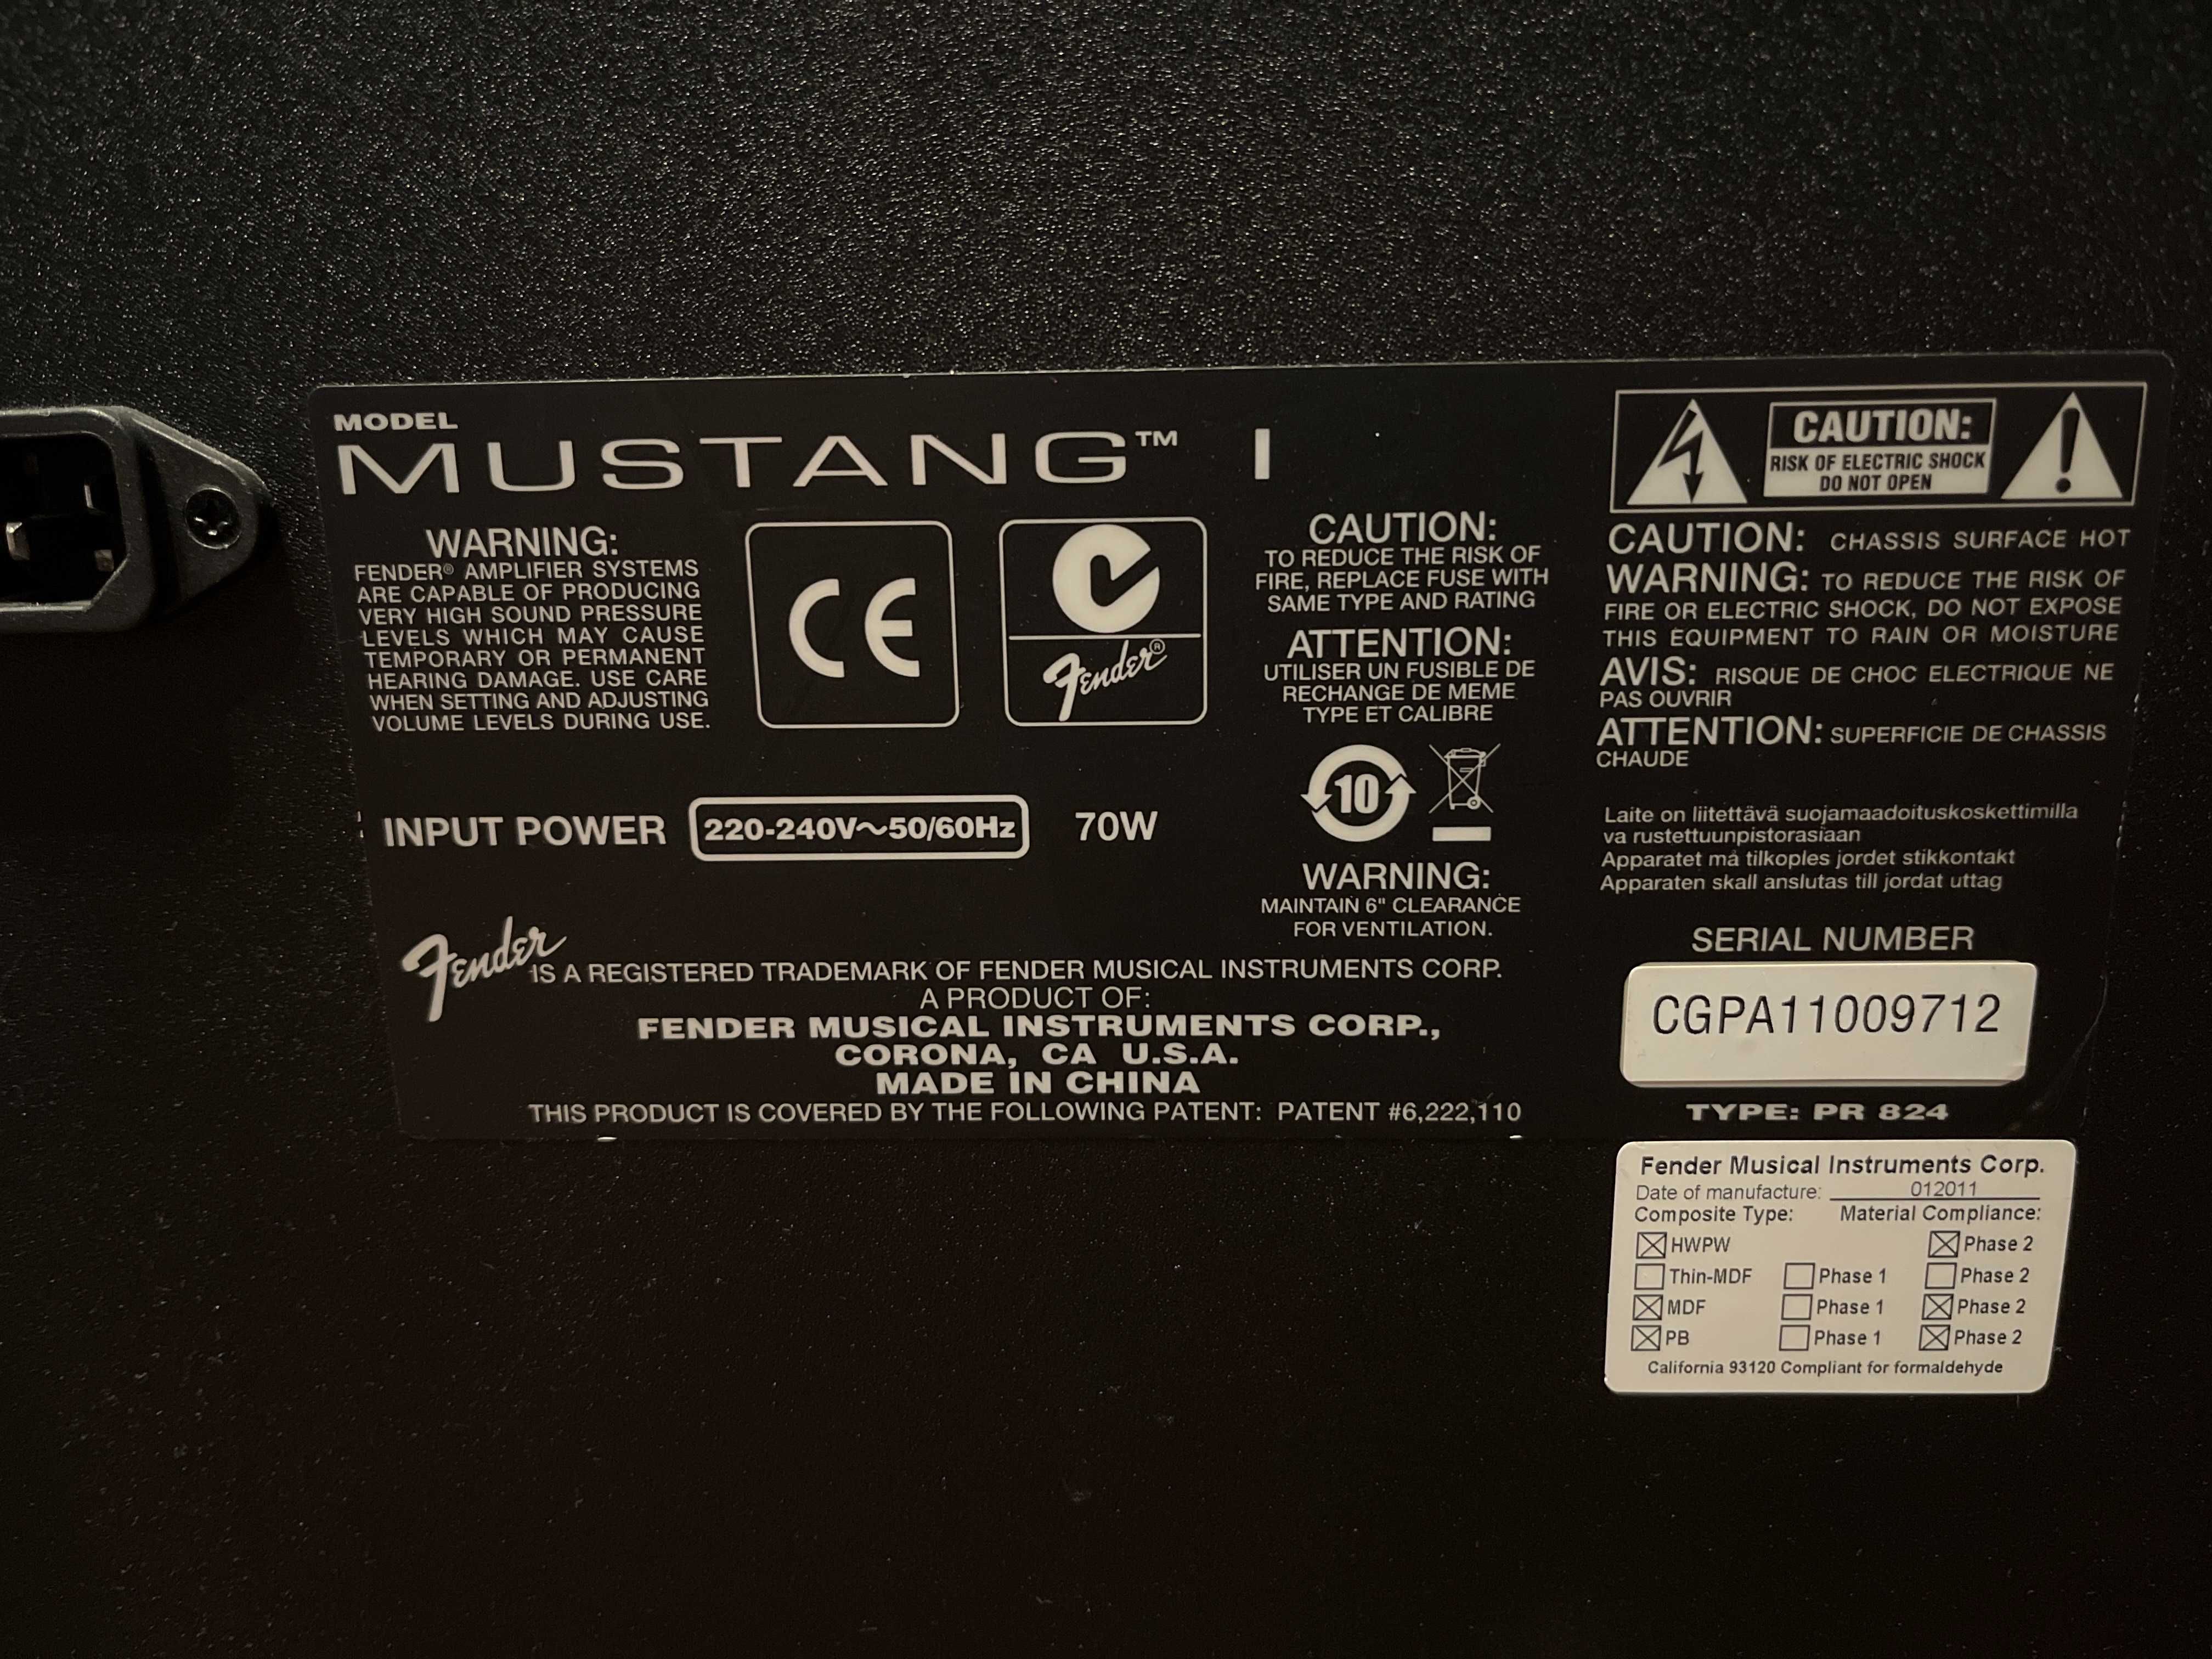 MODEL
MUSTANG™ I
WARNING:
FENDER® AMPLIFIER SYSTEMS
ARE CAPABLE OF PRODUCING
VERY HIGH SOUND PRESSURE
LEVELS WHICH MAY CAUSE
TEMPORARY OR PERMANENT
HEARING DAMAGE. USE CARE
WHEN SETTING AND ADJUSTING
VOLUME LEVELS DURING USE.
CE
Fender®
CAUTION:
TO REDUCE THE RISK OF
FIRE, REPLACE FUSE WITH
SAME TYPE AND RATING
ATTENTION:
UTILISER UN FUSIBLE DE
RECHANGE DE MEME
TYPE ET CALIBRE
10
WARNING:
MAINTAIN 6" CLEARANCE
FOR VENTILATION.
INPUT POWER 220-240V~50/60Hz 70W
Fender IS A REGISTERED TRADEMARK OF FENDER MUSICAL INSTRUMENTS CORP.
A PRODUCT OF:
FENDER MUSICAL INSTRUMENTS CORP.,
CORONA, CA U.S.A.
MADE IN CHINA
THIS PRODUCT IS COVERED BY THE FOLLOWING PATENT: PATENT #6,222,110
CAUTION:
RISK OF ELECTRIC SHOCK
DO NOT OPEN
CAUTION: CHASSIS SURFACE HOT
WARNING: TO REDUCE THE RISK OF
FIRE OR ELECTRIC SHOCK, DO NOT EXPOSE
THIS EQUIPMENT TO RAIN OR MOISTURE
AVIS: RISQUE DE CHOC ELECTRIQUE NE
PAS OUVRIR
ATTENTION: SUPERFICIE DE CHASSIS
CHAUDE
Laite on liitettävä suojamaadoituskoskettimilla
va rustettuunpistorasiaan
Apparatet må tilkoples jordet stikkontakt
Apparaten skall anslutas till jordat uttag
SERIAL NUMBER
CGPA11009712
TYPE: PR 824
Fender Musical Instruments Corp.
Date of manufacture: 012011
Composite Type: Material Compliance:
HWPW Phase 2
Thin-MDF Phase 1 Phase 2
MDF Phase 1 Phase 2
PB Phase 1 Phase 2
California 93120 Compliant for formaldehyde